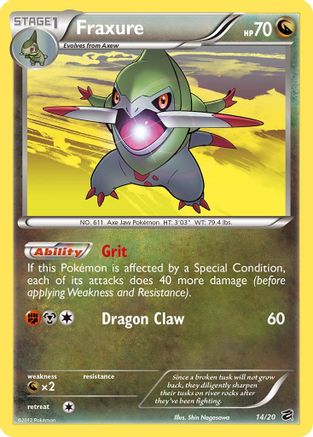 STAGE1 Fraxure HP70
Evolves from Axew
NO. 611 Axe Jaw Pokémon HT: 3'03" WT: 79.4 lbs.
Ability Grit
If this Pokémon is affected by a Special Condition,
each of its attacks does 40 more damage (before
applying Weakness and Resistance).
Dragon Claw 60
weakness resistance
×2
retreat
Since a broken tusk will not grow
back, they diligently sharpen
their tusks on river rocks after
they've been fighting.
©2012 Pokémon Illus. Shin Nagasawa 14/20